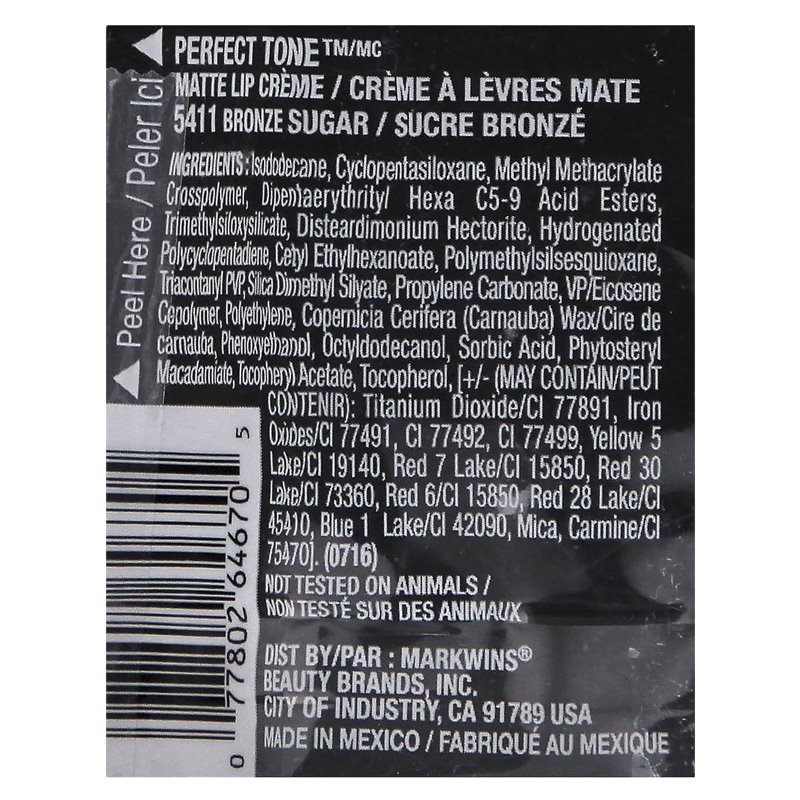 PERFECT TONE TM/MC
MATTE LIP CRÈME / CRÈME À LÈVRES MATE
5411 BRONZE SUGAR / SUCRE BRONZÉ
INGREDIENTS: Isododecane, Cyclopentasiloxane, Methyl Methacrylate
Crosspolymer, Dipentaerythrityl Hexa C5-9 Acid Esters,
Trimethylsiloxysilicate, Disteardimonium Hectorite, Hydrogenated
Polycyclopentadiene, Cetyl Ethylhexanoate, Polymethylsilsesquioxane,
Triacontanyl PVP, Silica Dimethyl Silyate, Propylene Carbonate, VP/Eicosene
Copolymer, Polyethylene, Copernicia Cerifera (Carnauba) Wax/Cire de
carnauba, Phenoxyethanol, Octyldodecanol, Sorbic Acid, Phytosteryl
Macadamiate, Tocopheryl Acetate, Tocopherol, [+/- (MAY CONTAIN/PEUT
CONTENIR): Titanium Dioxide/CI 77891, Iron
Oxides/CI 77491, CI 77492, CI 77499, Yellow 5
Lake/CI 19140, Red 7 Lake/CI 15850, Red 30
Lake/CI 73360, Red 6/CI 15850, Red 28 Lake/CI
45410, Blue 1 Lake/CI 42090, Mica, Carmine/CI
75470]. (0716)
NOT TESTED ON ANIMALS /
NON TESTÉ SUR DES ANIMAUX
DIST BY/PAR : MARKWINS®
BEAUTY BRANDS, INC.
CITY OF INDUSTRY, CA 91789 USA
MADE IN MEXICO / FABRIQUÉ AU MEXIQUE
Peel Here / Peler Ici
0 77802 64670 5